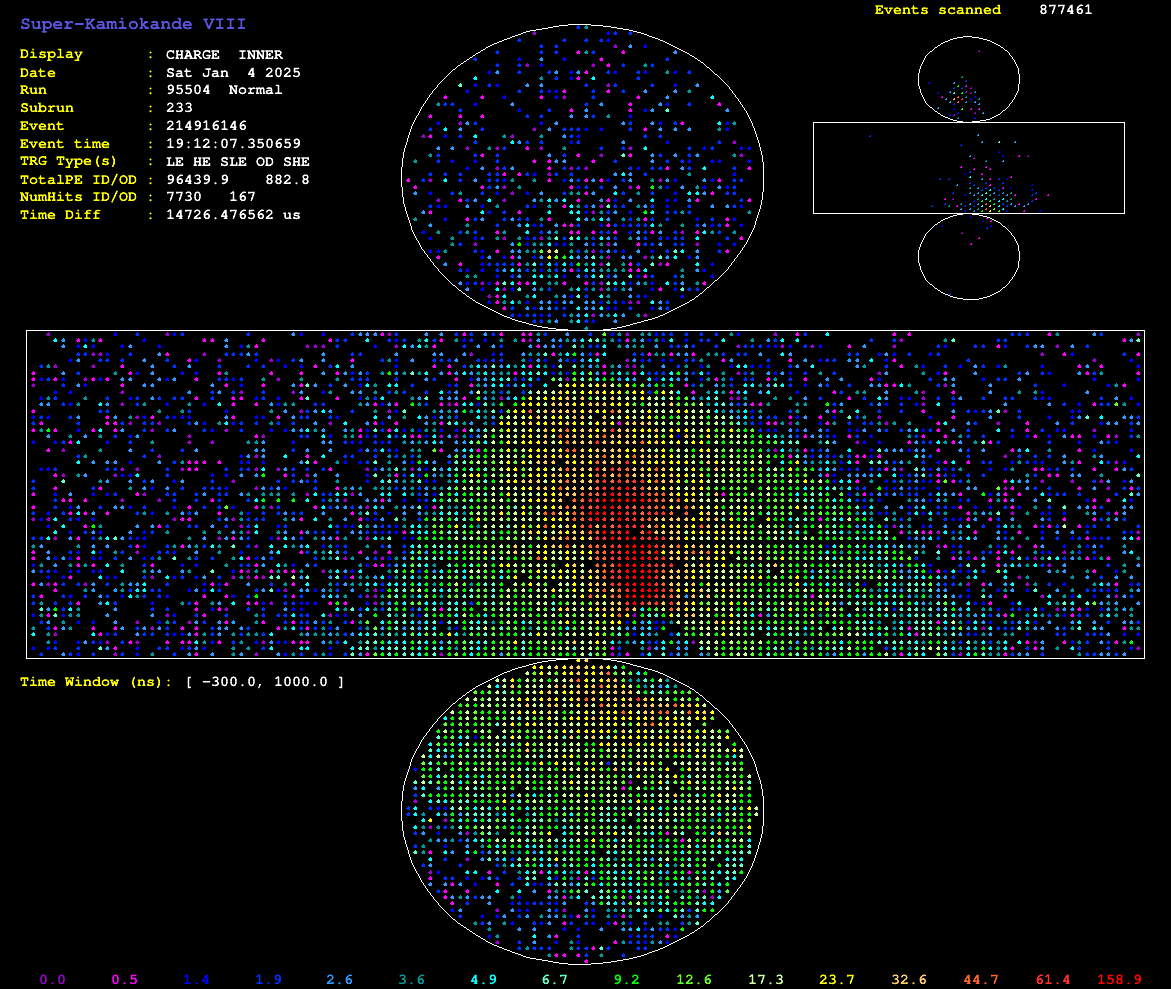 Super-Kamiokande VIII
Events scanned 877461
Display : CHARGE INNER
Date : Sat Jan 4 2025
Run : 95504 Normal
Subrun : 233
Event : 214916146
Event time : 19:12:07.350659
TRG Type(s) : LE HE SLE OD SHE
TotalPE ID/OD : 96439.9 882.8
NumHits ID/OD : 7730 167
Time Diff : 14726.476562 us
Time Window (ns): [ -300.0, 1000.0 ]
0.0 0.5 1.4 1.9 2.6 3.6 4.9 6.7 9.2 12.6 17.3 23.7 32.6 44.7 61.4 158.9